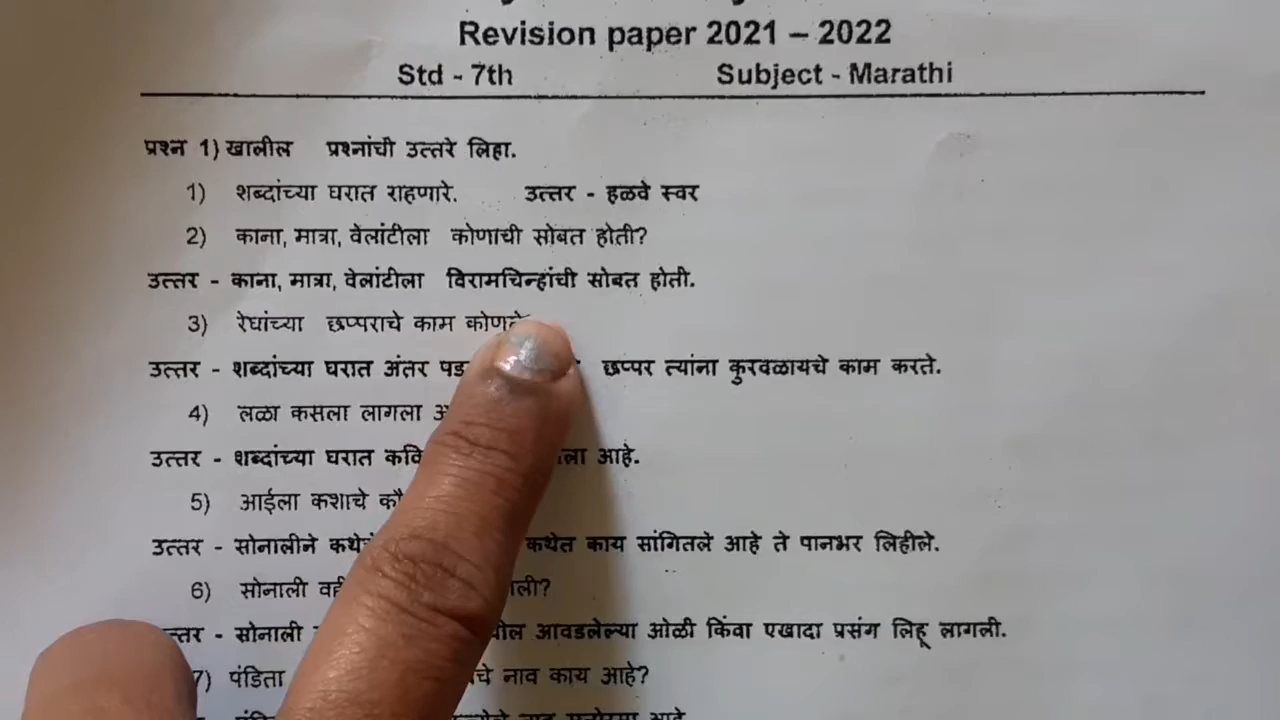 Revision paper 2021 – 2022
Std - 7th Subject - Marathi
प्रश्न 1) खालील प्रश्नांची उत्तरे लिहा.
1) शब्दांच्या घरात राहणारे. उत्तर - हळवे स्वर
2) काना, मात्रा, वेलांटीला कोणाची सोबत होती?
उत्तर - काना, मात्रा, वेलांटीला विरामचिन्हांची सोबत होती.
3) रेघांच्या छप्पराचे काम
उत्तर - शब्दांच्या घरात अंतर छप्पर त्यांना कुरवळायचे काम करते.
4) लळा कसला लागला
उत्तर - शब्दांच्या घरात आहे.
5) आईला कशाचे
उत्तर - सोनालीने कथेत काय सांगितले आहे ते पानभर लिहीले.
6) सोनाली
सोनाली आवडलेल्या ओळी किंवा एखादा प्रसंग लिहू लागली.
7) पंडिता नाव काय आहे?